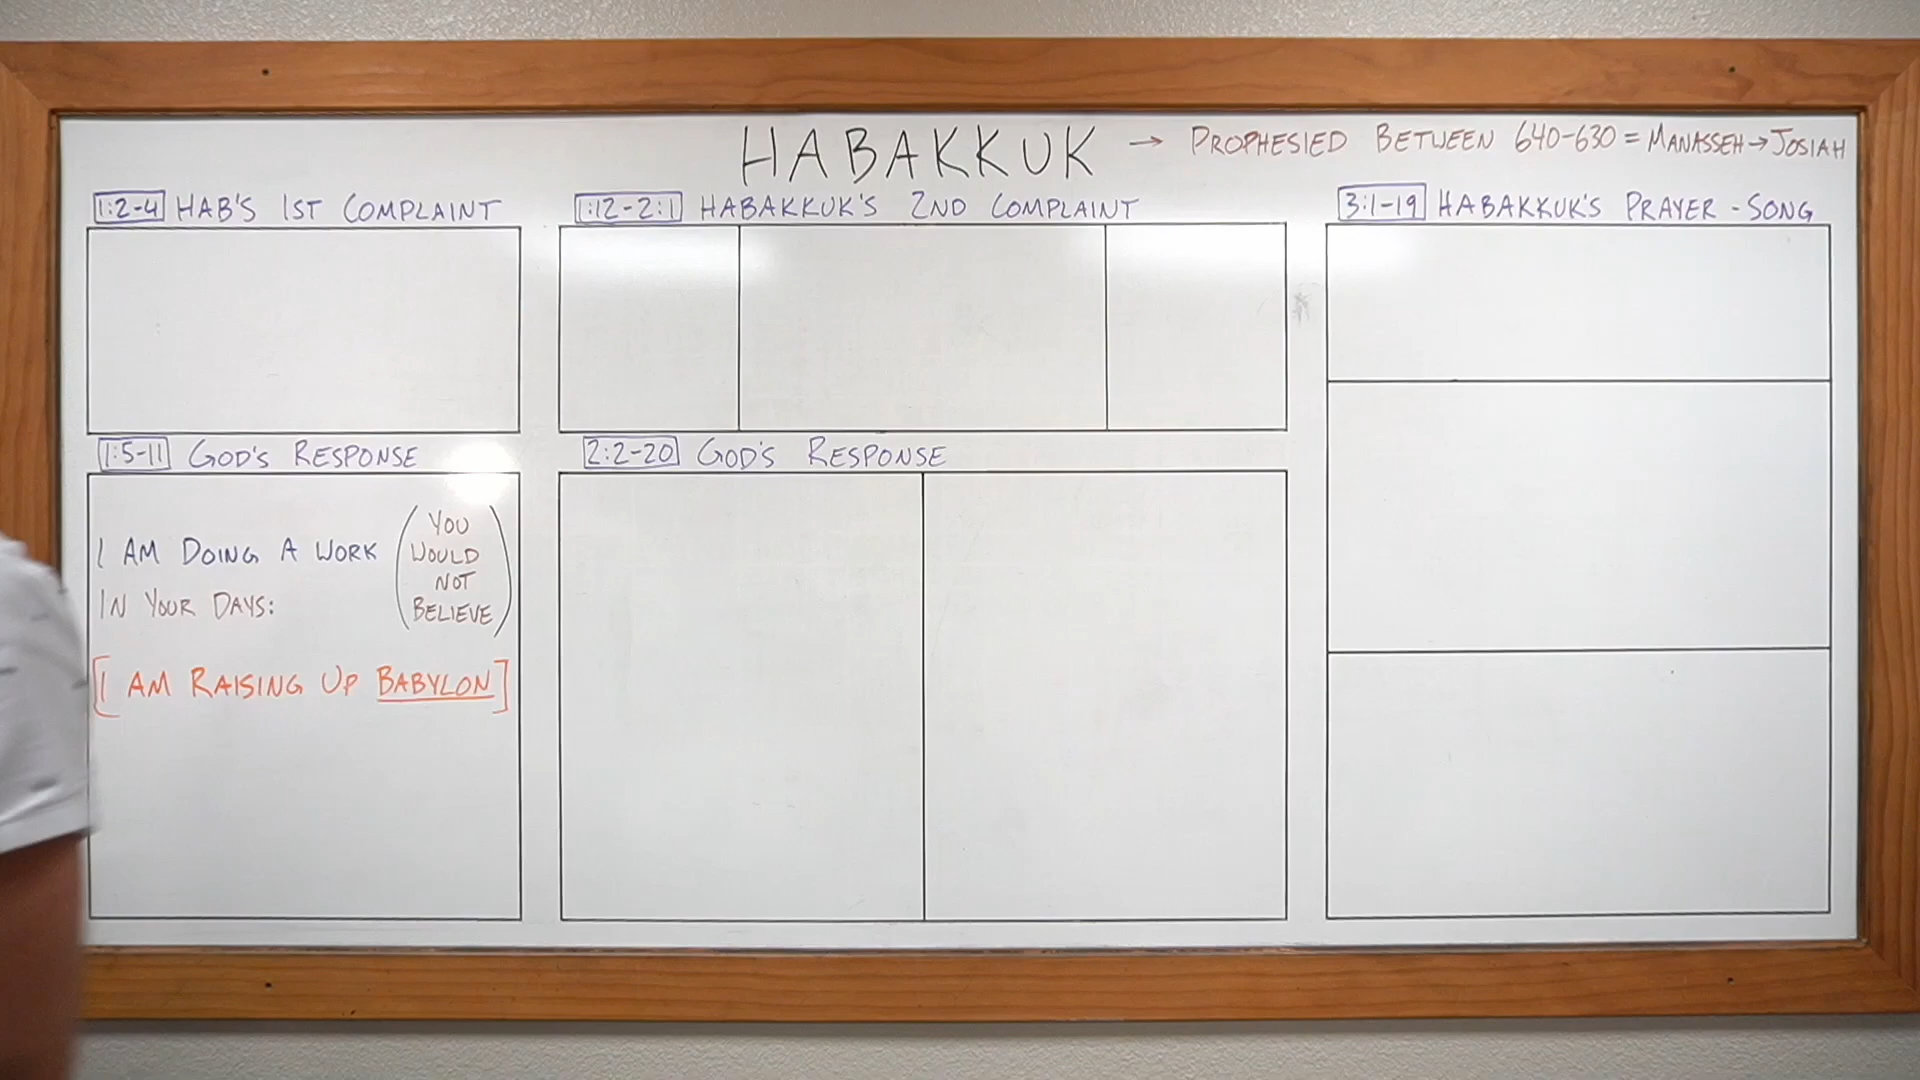 HABAKKUK → PROPHESIED BETWEEN 640-630 = MANASSEH→JOSIAH
1:2-4 HAB'S 1ST COMPLAINT
1:12-2:1 HABAKKUK'S 2ND COMPLAINT
3:1-19 HABAKKUK'S PRAYER - SONG
1:5-11 GOD'S RESPONSE
I AM DOING A WORK
IN YOUR DAYS:
(YOU
WOULD
NOT
BELIEVE)
[I AM RAISING UP BABYLON]
2:2-20 GOD'S RESPONSE